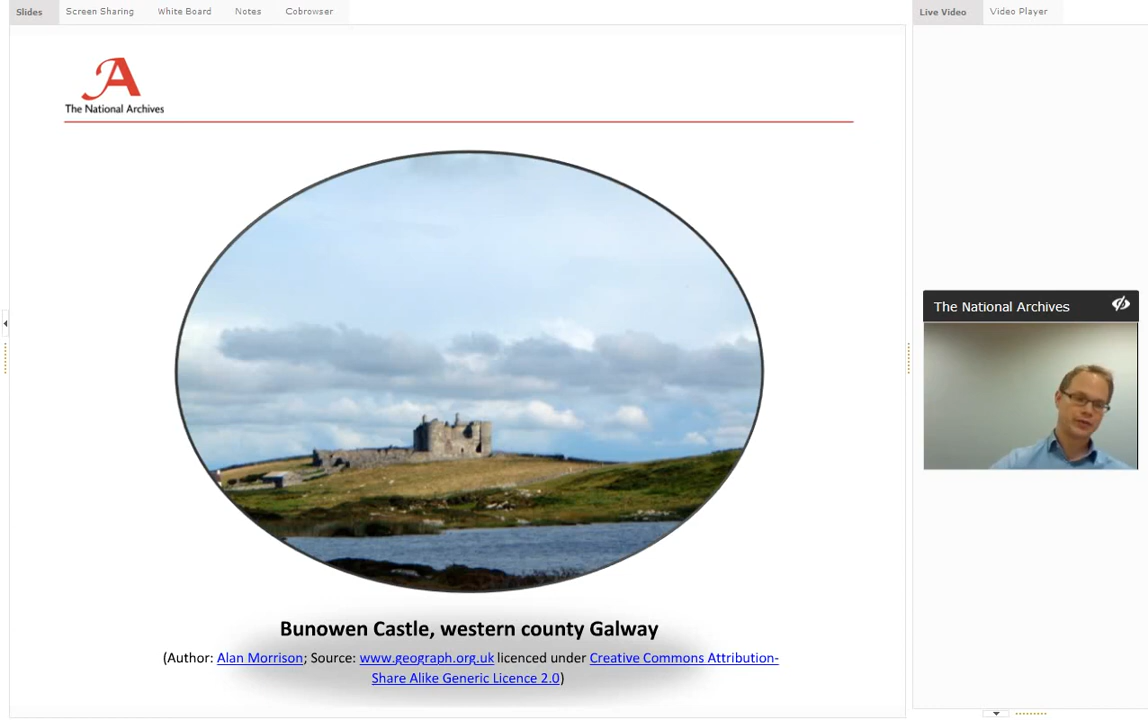 Slides
Screen Sharing
White Board
Notes
Cobrowser
Live Video
Video Player
A
The National Archives
The National Archives
Bunowen Castle, western county Galway
(Author: Alan Morrison; Source: www.geograph.org.uk licenced under Creative Commons Attribution-
Share Alike Generic Licence 2.0)